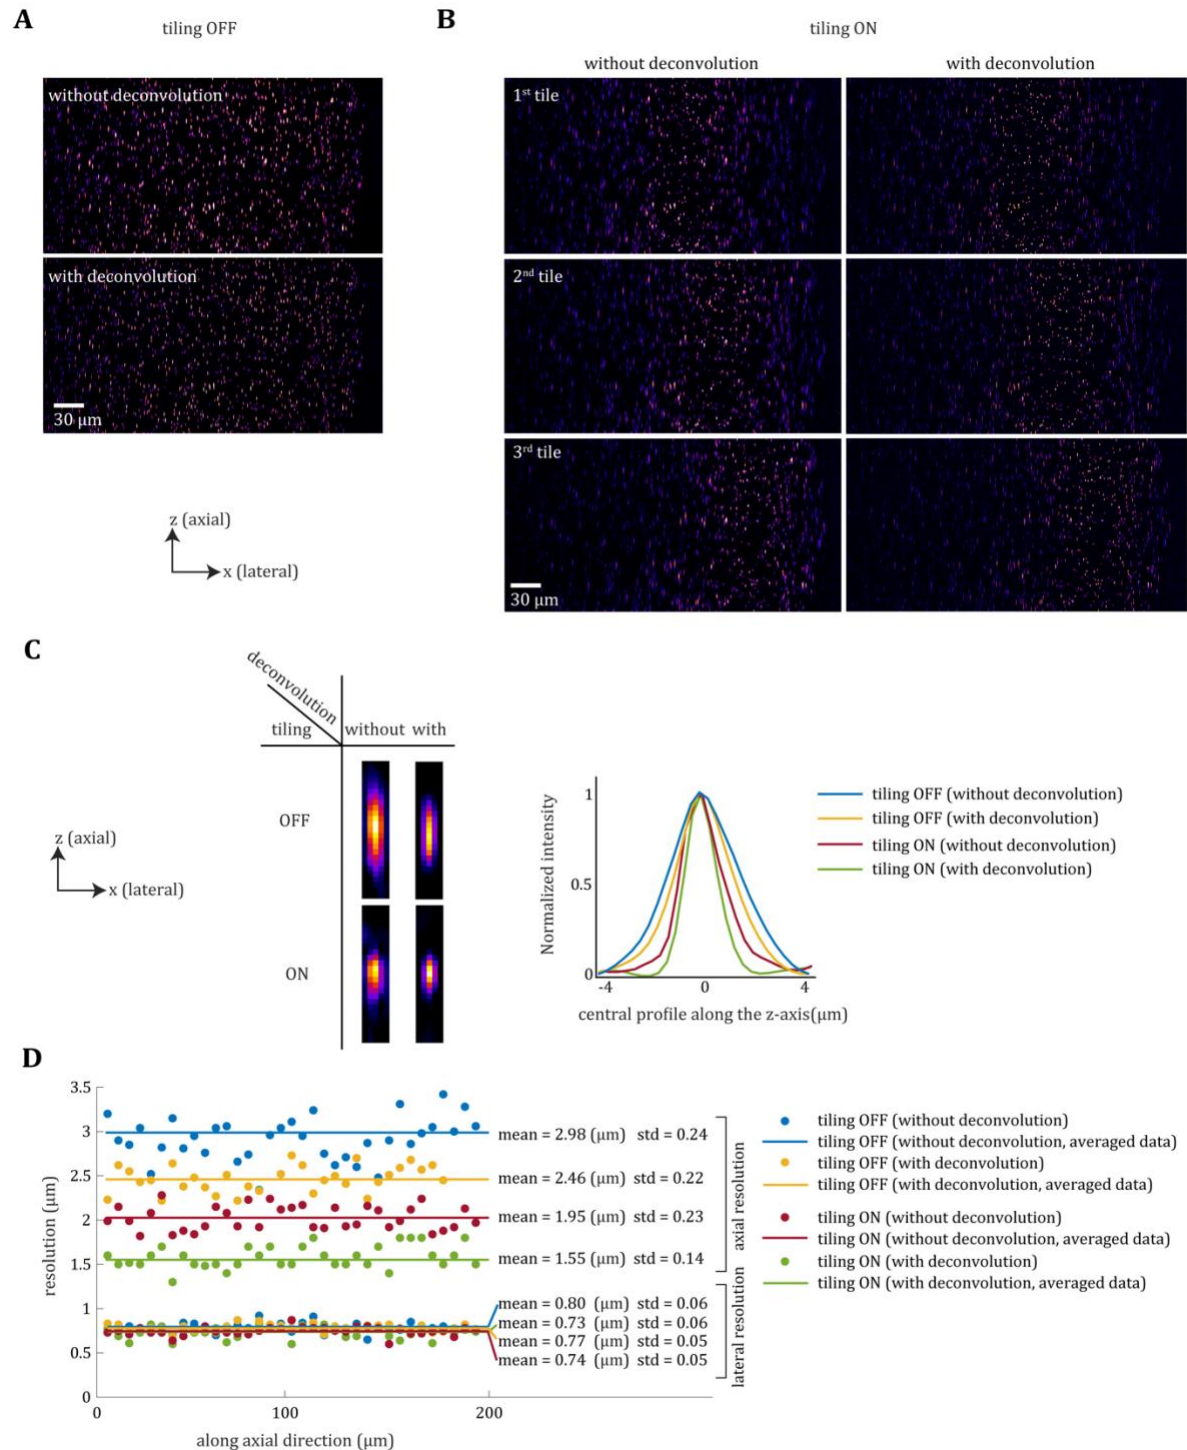 A
tiling OFF
without deconvolution
with deconvolution
30 μm
z (axial)
x (lateral)
B
tiling ON
without deconvolution
with deconvolution
1st tile
2nd tile
3rd tile
30 μm
C
deconvolution
tiling
without with
OFF
ON
z (axial)
x (lateral)
Normalized intensity
1
0.5
0
-4
0
4
central profile along the z-axis(μm)
tiling OFF (without deconvolution)
tiling OFF (with deconvolution)
tiling ON (without deconvolution)
tiling ON (with deconvolution)
D
resolution (μm)
3.5
3
2.5
2
1.5
1
0.5
0
0
100
200
along axial direction (μm)
mean = 2.98 (μm) std = 0.24
mean = 2.46 (μm) std = 0.22
mean = 1.95 (μm) std = 0.23
mean = 1.55 (μm) std = 0.14
axial resolution
mean = 0.80 (μm) std = 0.06
mean = 0.73 (μm) std = 0.06
mean = 0.77 (μm) std = 0.05
mean = 0.74 (μm) std = 0.05
lateral resolution
tiling OFF (without deconvolution)
tiling OFF (without deconvolution, averaged data)
tiling OFF (with deconvolution)
tiling OFF (with deconvolution, averaged data)
tiling ON (without deconvolution)
tiling ON (without deconvolution, averaged data)
tiling ON (with deconvolution)
tiling ON (with deconvolution, averaged data)